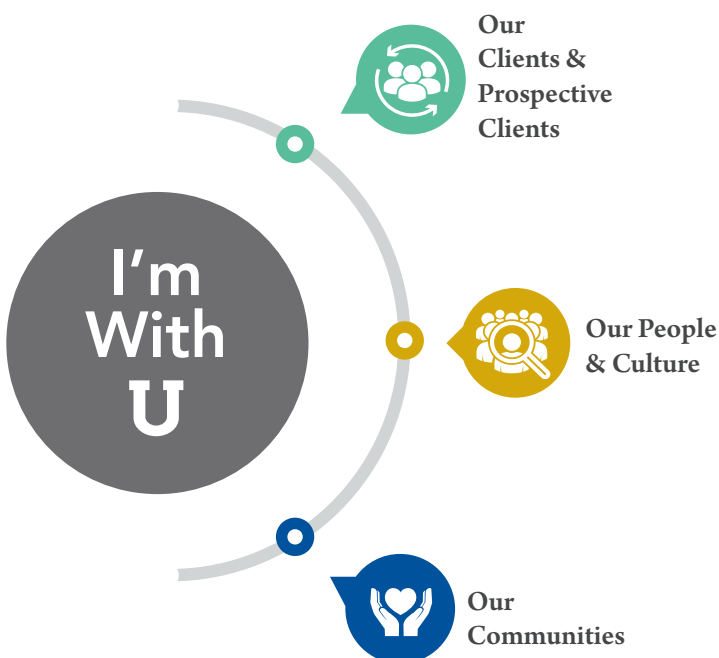 Our
Clients &
Prospective
Clients
I'm
With
U
Our People
& Culture
Our
Communities